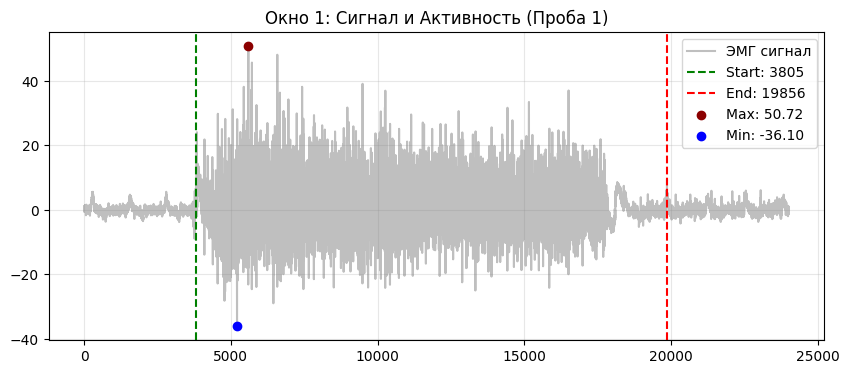 Окно 1: Сигнал и Активность (Проба 1)
ЭМГ сигнал
Start: 3805
End: 19856
Max: 50.72
Min: -36.10
40
20
0
−20
−40
0
5000
10000
15000
20000
25000